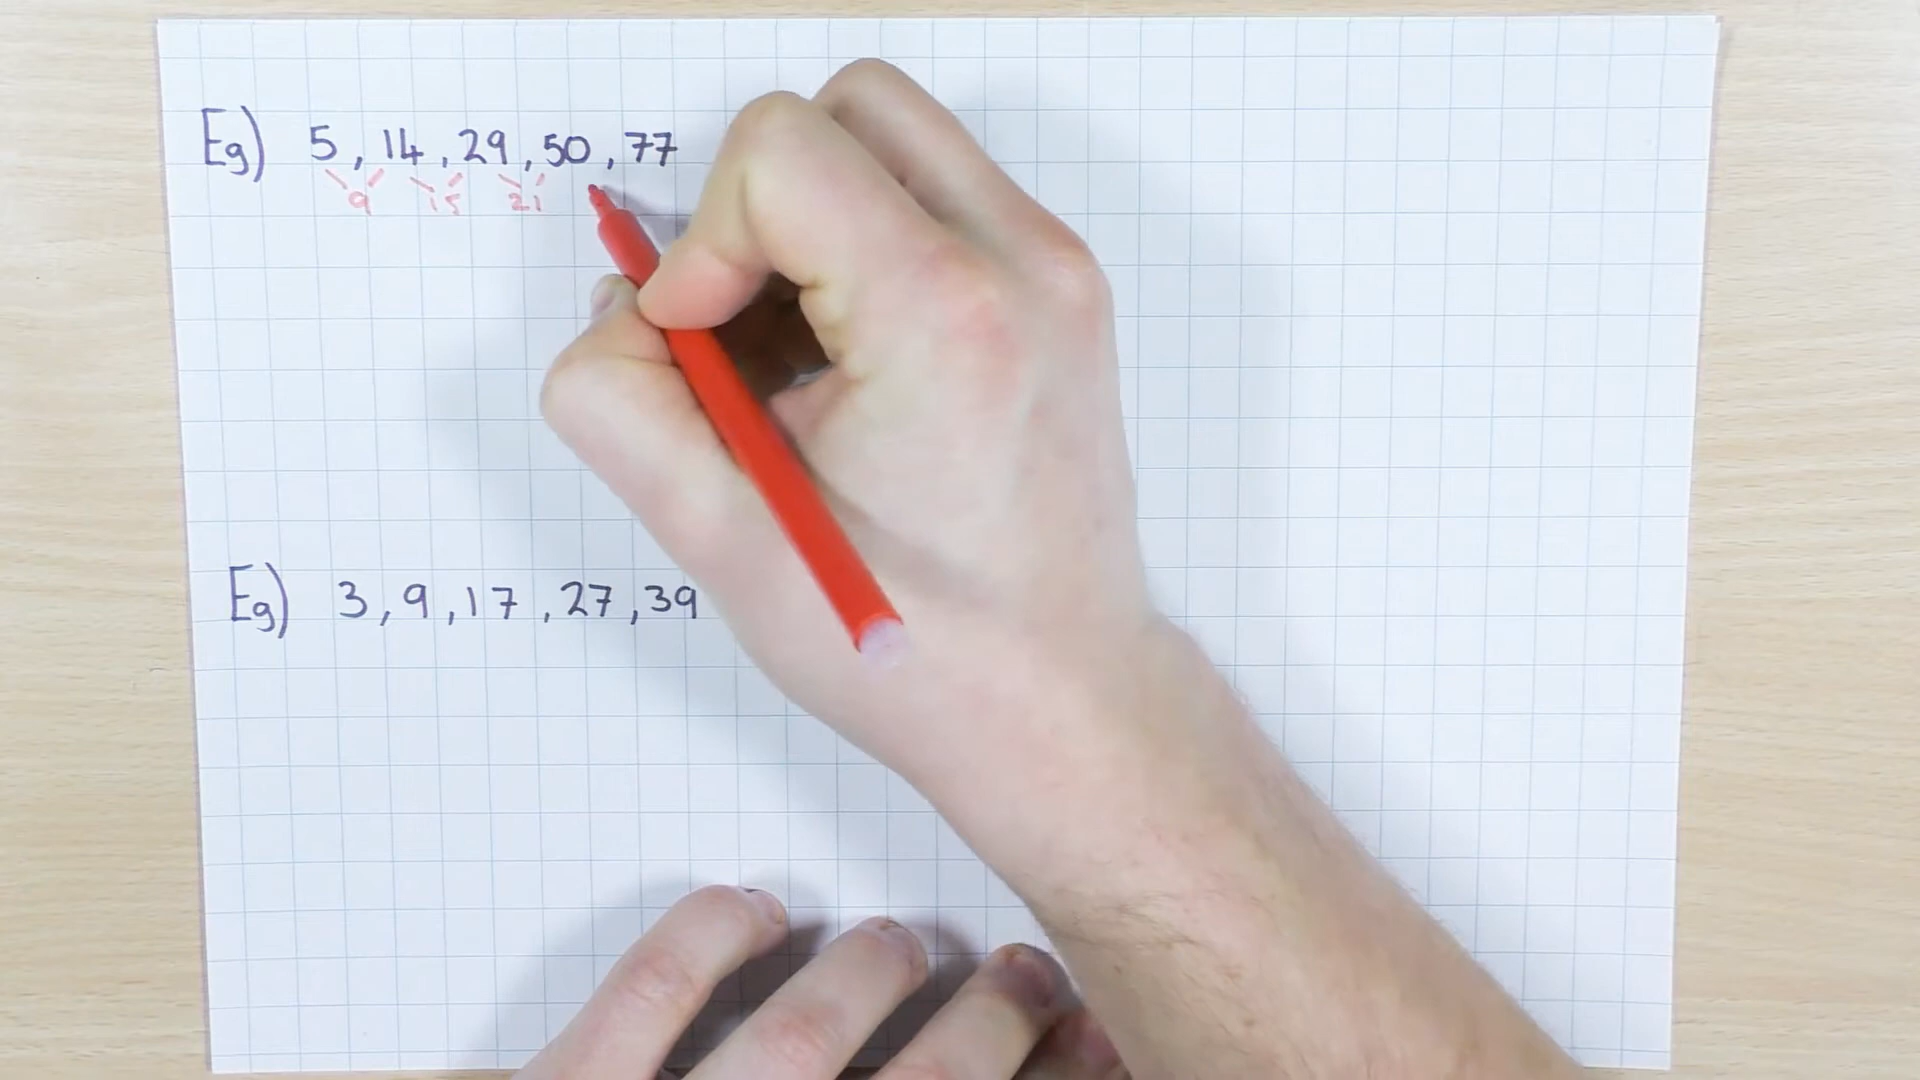 Eg) 5, 14, 29, 50, 77
9 15 21
Eg) 3, 9, 17, 27, 39